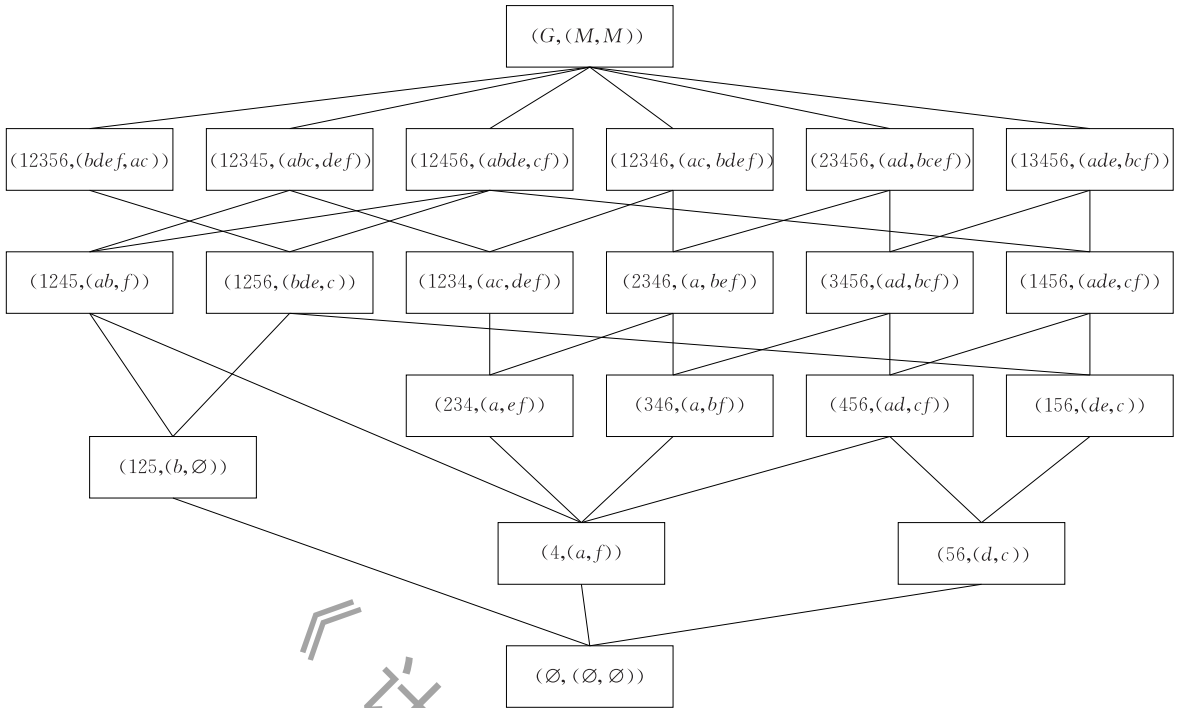 (G,(M,M))
(12356,(bdef,ac))
(12345,(abc,def))
(12456,(abde,cf))
(12346,(ac,bdef))
(23456,(ad,bcef))
(13456,(ade,bcf))
(1245,(ab,f))
(1256,(bde,c))
(1234,(ac,def))
(2346,(a,bef))
(3456,(ad,bcf))
(1456,(ade,cf))
(234,(a,ef))
(346,(a,bf))
(456,(ad,cf))
(156,(de,c))
(125,(b,∅))
(4,(a,f))
(56,(d,c))
(∅,(∅,∅))
《